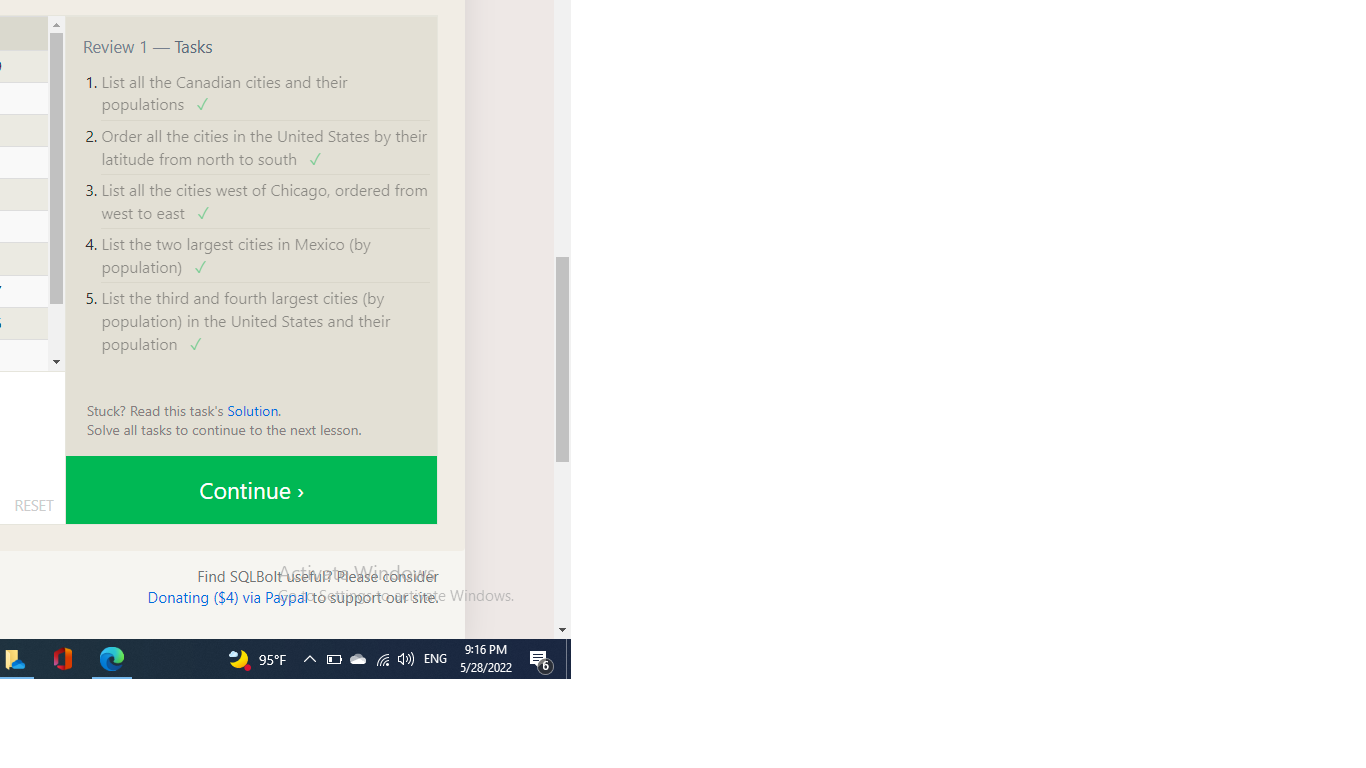 Review 1 — Tasks
1. List all the Canadian cities and their
populations ✓
2. Order all the cities in the United States by their
latitude from north to south ✓
3. List all the cities west of Chicago, ordered from
west to east ✓
4. List the two largest cities in Mexico (by
population) ✓
5. List the third and fourth largest cities (by
population) in the United States and their
population ✓
Stuck? Read this task's Solution.
Solve all tasks to continue to the next lesson.
RESET
Continue ›
Find SQLBolt useful? Please consider
Donating ($4) via Paypal to support our site.
Activate Windows
Go to Settings to activate Windows.
95°F
ENG
9:16 PM
5/28/2022
6